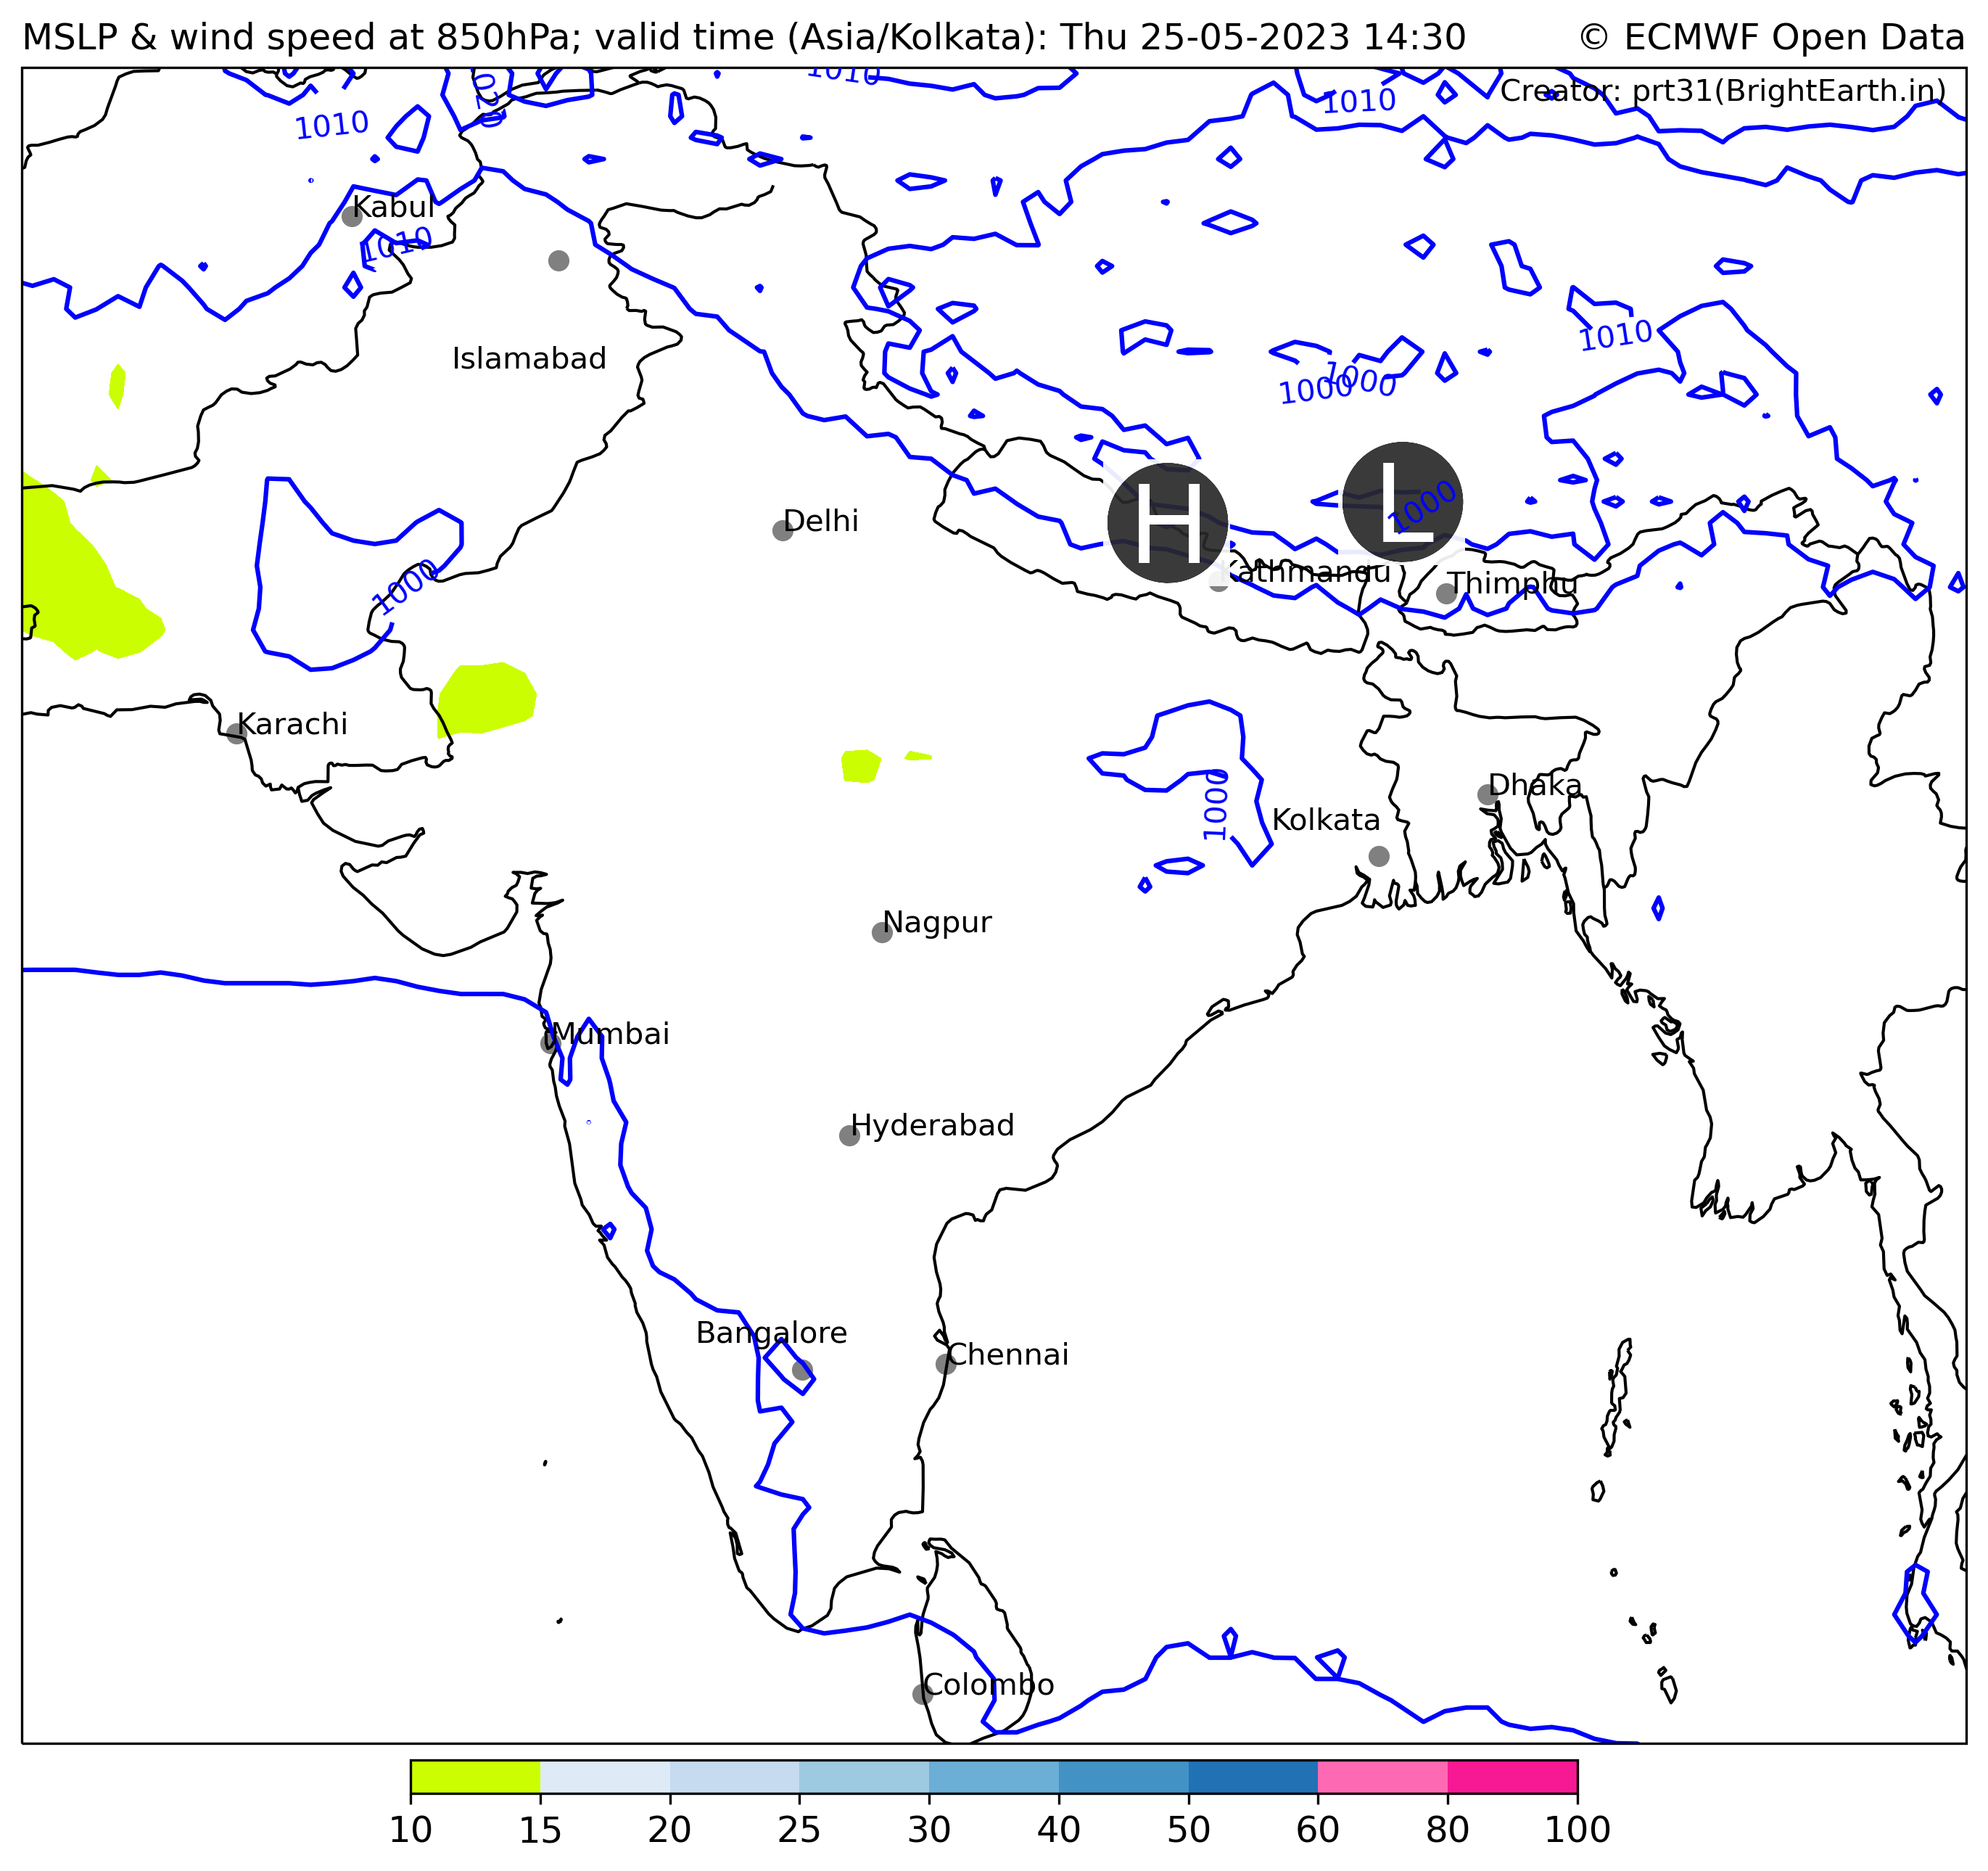 MSLP & wind speed at 850hPa; valid time (Asia/Kolkata): Thu 25-05-2023 14:30 © ECMWF Open Data
1010
1020
Creator: prt31(BrightEarth.in)
1010
1010
Kabul
1010
1010
Islamabad
1000
1000
H
L
1000
Delhi
Kathmandu
Thimphu
1000
Karachi
Dhaka
1000
Kolkata
Nagpur
Mumbai
Hyderabad
Bangalore
Chennai
Colombo
10 15 20 25 30 40 50 60 80 100